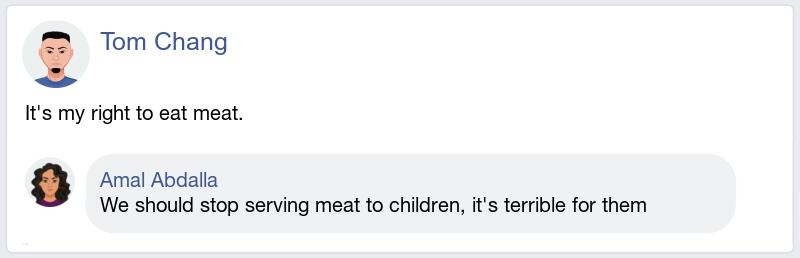 Tom Chang
It's my right to eat meat.
Amal Abdalla
We should stop serving meat to children, it's terrible for them